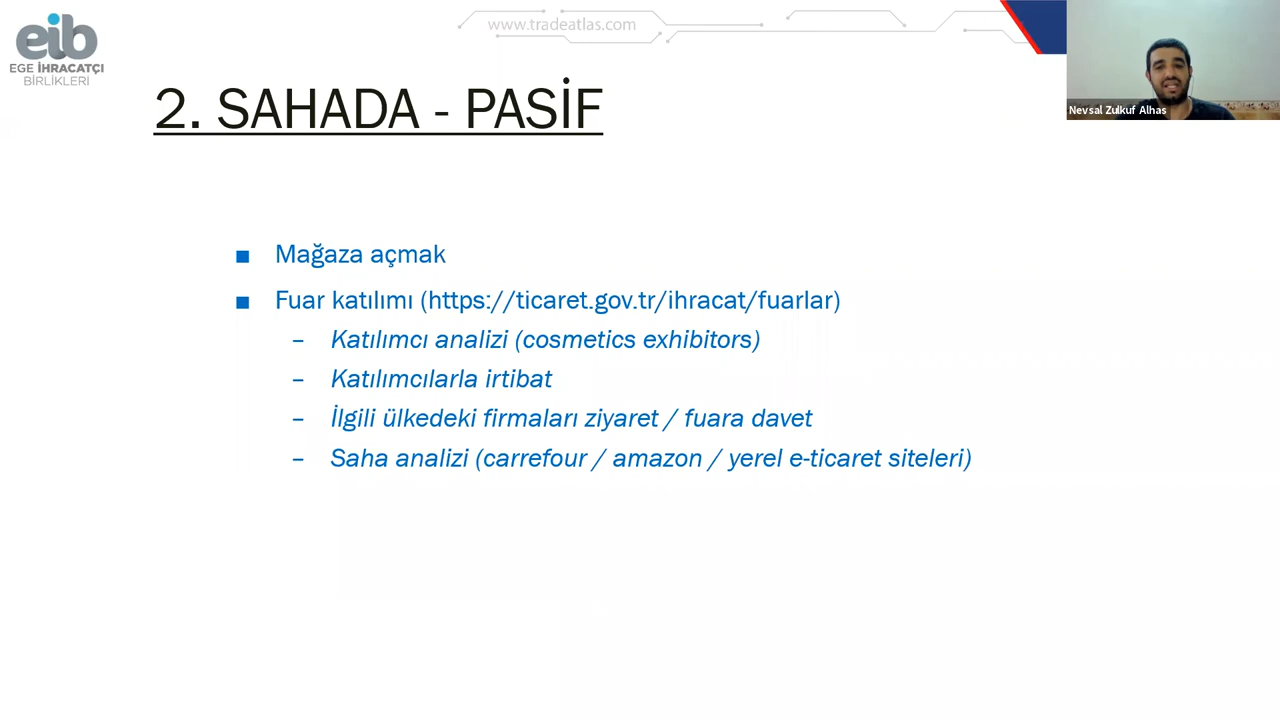 eib
EGE İHRACATÇI
BİRLİKLERİ
www.tradeatlas.com
Nevsal Zulkuf Alhas
2. SAHADA - PASİF
■ Mağaza açmak
■ Fuar katılımı (https://ticaret.gov.tr/ihracat/fuarlar)
– Katılımcı analizi (cosmetics exhibitors)
– Katılımcılarla irtibat
– İlgili ülkedeki firmaları ziyaret / fuara davet
– Saha analizi (carrefour / amazon / yerel e-ticaret siteleri)